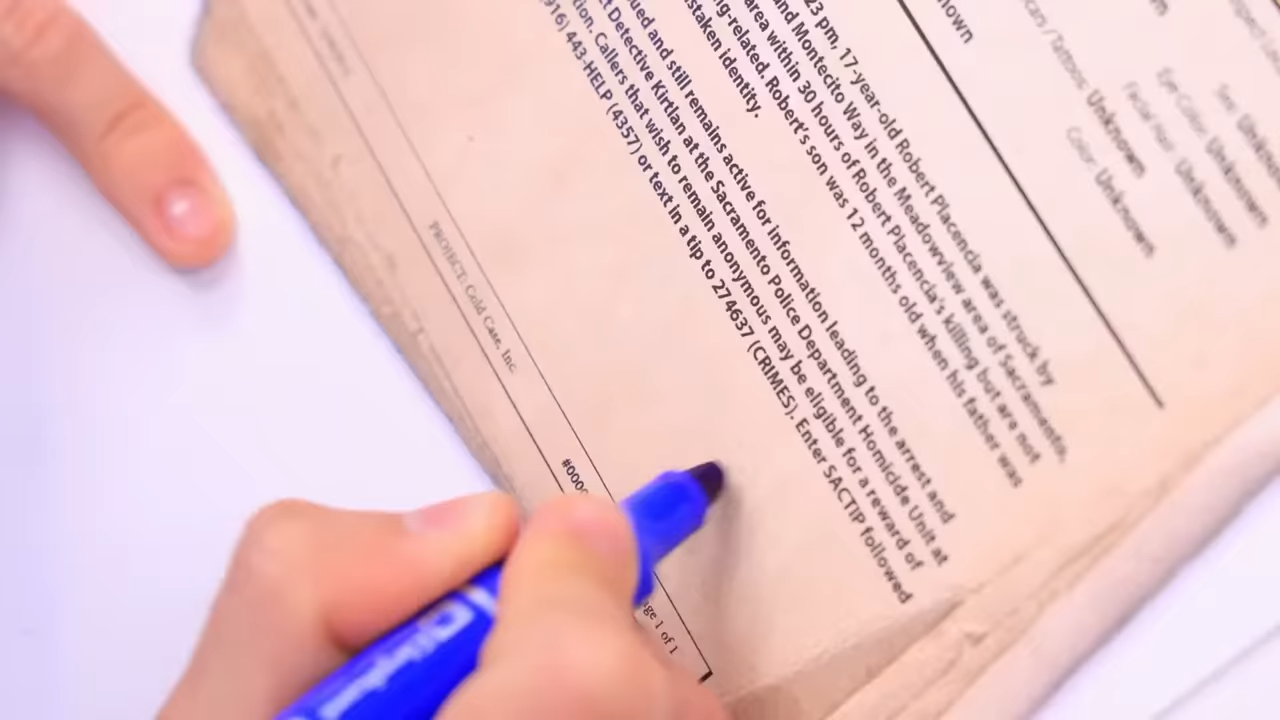 Unknown
Eye Color: Unknown
Facial Hair: Unknown
Scars / Tattoos: Unknown
Color: Unknown
23 pm, 17-year-old Robert Placencia was struck by
and Montecito Way in the Meadowview area of Sacramento.
area within 30 hours of Robert Placencia's killing but are not
ng-related. Robert's son was 12 months old when his father was
staken identity.
ued and still remains active for information leading to the arrest and
t Detective Kirtlan at the Sacramento Police Department Homicide Unit at
tion. Callers that wish to remain anonymous may be eligible for a reward of
916) 443-HELP (4357) or text in a tip to 274637 (CRIMES). Enter SACTIP followed
PROJECT: Cold Case, Inc.
#000
age 1 of 1